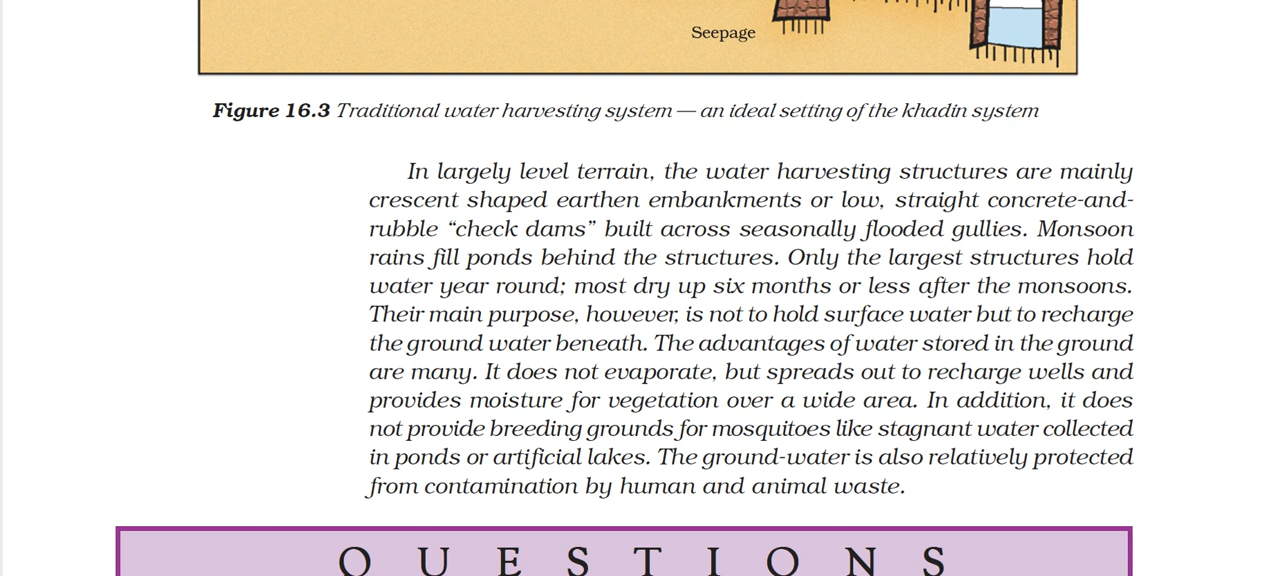 Seepage
Figure 16.3 Traditional water harvesting system — an ideal setting of the khadin system
In largely level terrain, the water harvesting structures are mainly
crescent shaped earthen embankments or low, straight concrete-and-
rubble “check dams” built across seasonally flooded gullies. Monsoon
rains fill ponds behind the structures. Only the largest structures hold
water year round; most dry up six months or less after the monsoons.
Their main purpose, however, is not to hold surface water but to recharge
the ground water beneath. The advantages of water stored in the ground
are many. It does not evaporate, but spreads out to recharge wells and
provides moisture for vegetation over a wide area. In addition, it does
not provide breeding grounds for mosquitoes like stagnant water collected
in ponds or artificial lakes. The ground-water is also relatively protected
from contamination by human and animal waste.
QUESTIONS